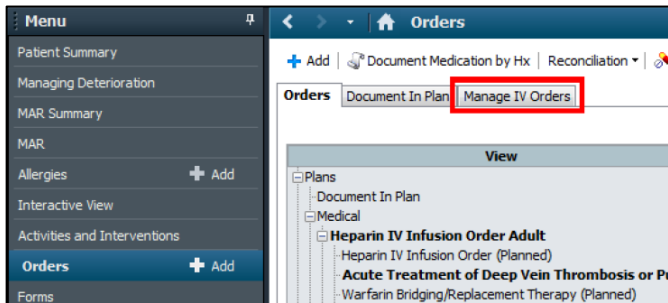 Menu
Patient Summary
Managing Deterioration
MAR Summary
MAR
Allergies Add
Interactive View
Activities and Interventions
Orders Add
Forms
Orders
Add Document Medication by Hx Reconciliation
Orders Document In Plan Manage IV Orders
View
Plans
Document In Plan
Medical
Heparin IV Infusion Order Adult
Heparin IV Infusion Order (Planned)
Acute Treatment of Deep Vein Thrombosis or
Warfarin Bridging/Replacement Therapy (Planned)